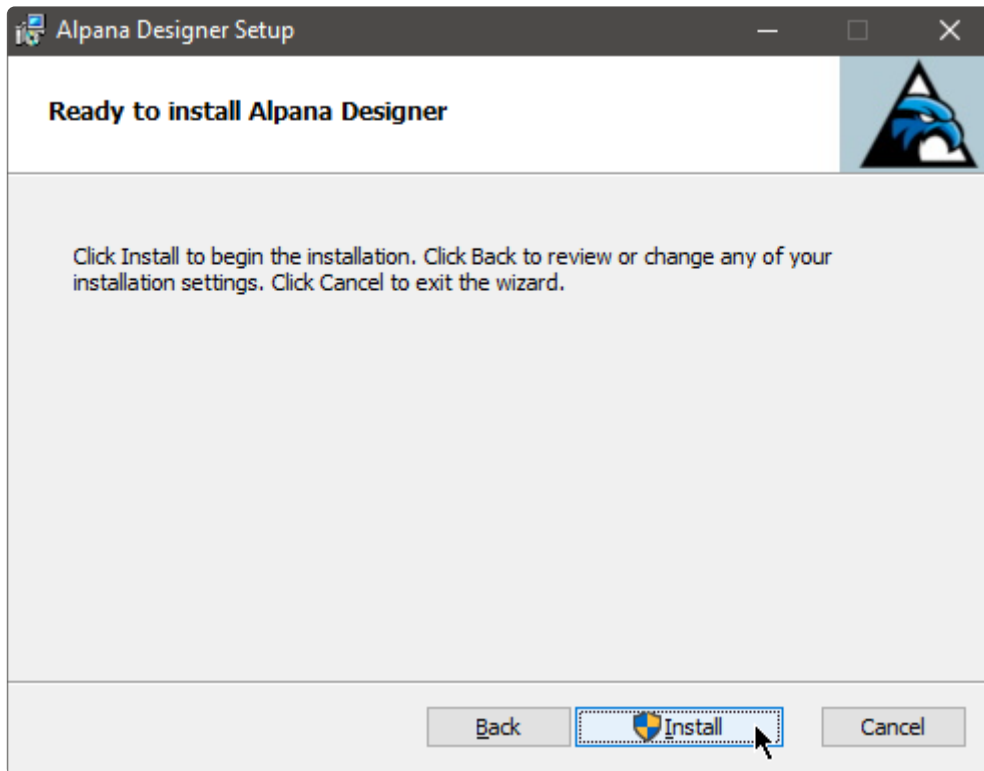 Alpana Designer Setup
Ready to install Alpana Designer
Click Install to begin the installation. Click Back to review or change any of your
installation settings. Click Cancel to exit the wizard.
Back
Install
Cancel